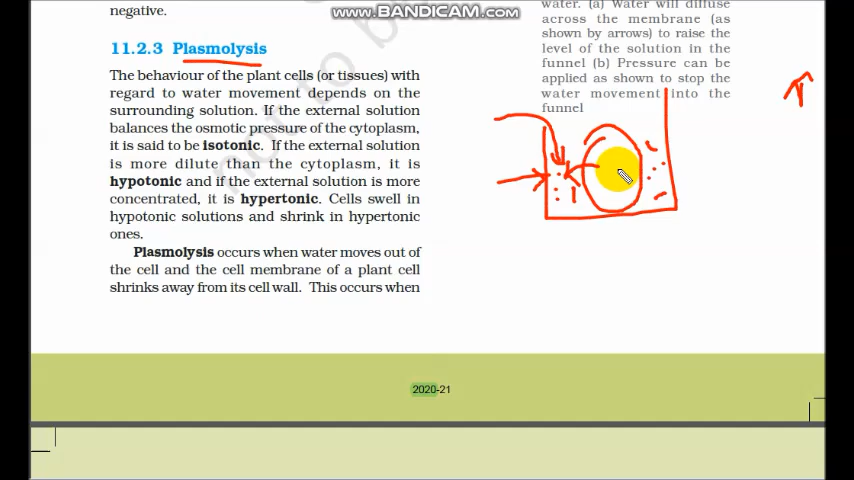 www.BANDICAM.com
negative.
11.2.3 Plasmolysis
The behaviour of the plant cells (or tissues) with
regard to water movement depends on the
surrounding solution. If the external solution
balances the osmotic pressure of the cytoplasm,
it is said to be isotonic. If the external solution
is more dilute than the cytoplasm, it is
hypotonic and if the external solution is more
concentrated, it is hypertonic. Cells swell in
hypotonic solutions and shrink in hypertonic
ones.
Plasmolysis occurs when water moves out of
the cell and the cell membrane of a plant cell
shrinks away from its cell wall. This occurs when
water. (a) Water will diffuse
across the membrane (as
shown by arrows) to raise the
level of the solution in the
funnel (b) Pressure can be
applied as shown to stop the
water movement into the
funnel
not to b
2020-21